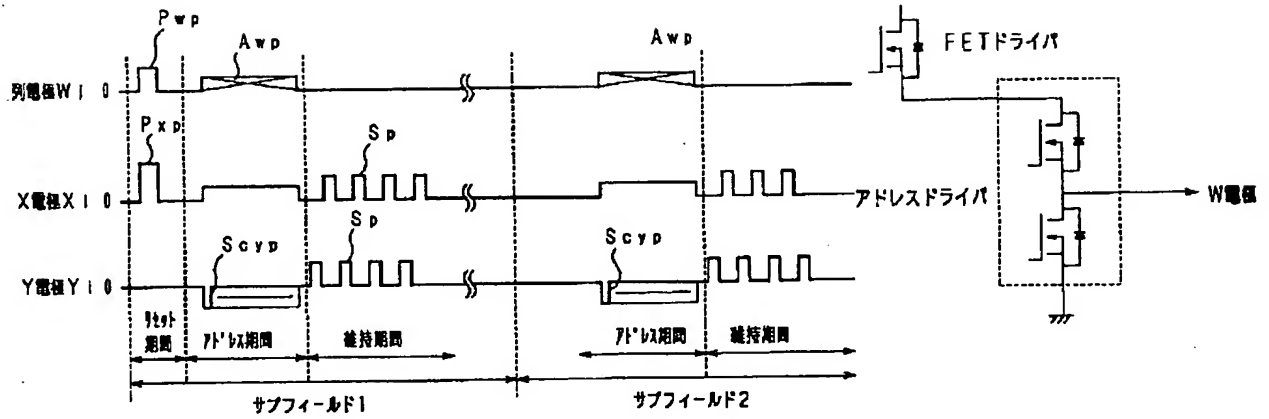 Pwp
Awp
Awp
FETドライバ
列電極Wi 0
Pxp
Sp
X電極Xi 0
アドレスドライバ
W電極
Sp
Scyp
Scyp
Y電極Yi 0
リセット期間
アドレス期間
維持期間
アドレス期間
維持期間
サブフィールド1
サブフィールド2